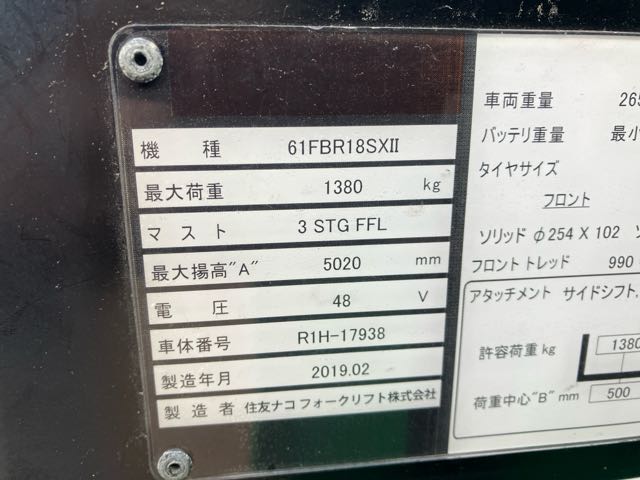 機 種 61FBR18SXII
最大荷重 1380 kg
マスト 3 STG FFL
最大揚高"A" 5020 mm
電 圧 48 V
車体番号 R1H-17938
製造年月 2019.02
製造者 住友ナコフォークリフト株式会社
車両重量 265
バッテリ重量 最小
タイヤサイズ
フロント
ソリッド φ254 X 102 ソ
フロントトレッド 990
アタッチメント サイドシフト,
許容荷重 kg 1380
荷重中心"B" mm 500